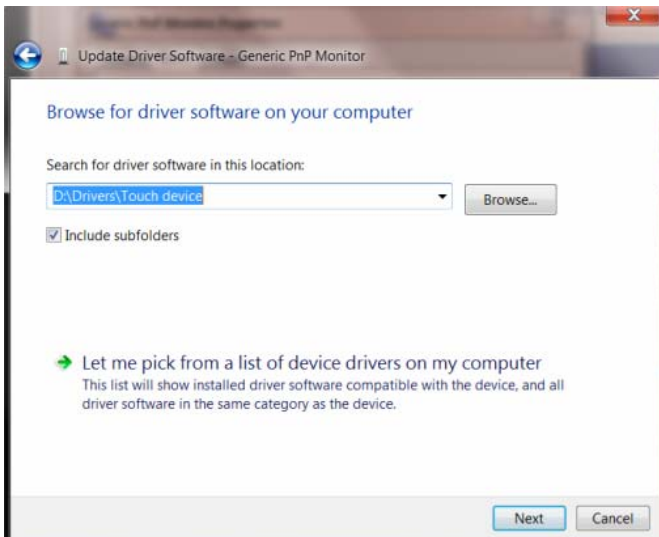 Update Driver Software - Generic PnP Monitor
Browse for driver software on your computer
Search for driver software in this location:
D:\Drivers\Touch device
Browse...
Include subfolders
Let me pick from a list of device drivers on my computer
This list will show installed driver software compatible with the device, and all
driver software in the same category as the device.
Next Cancel